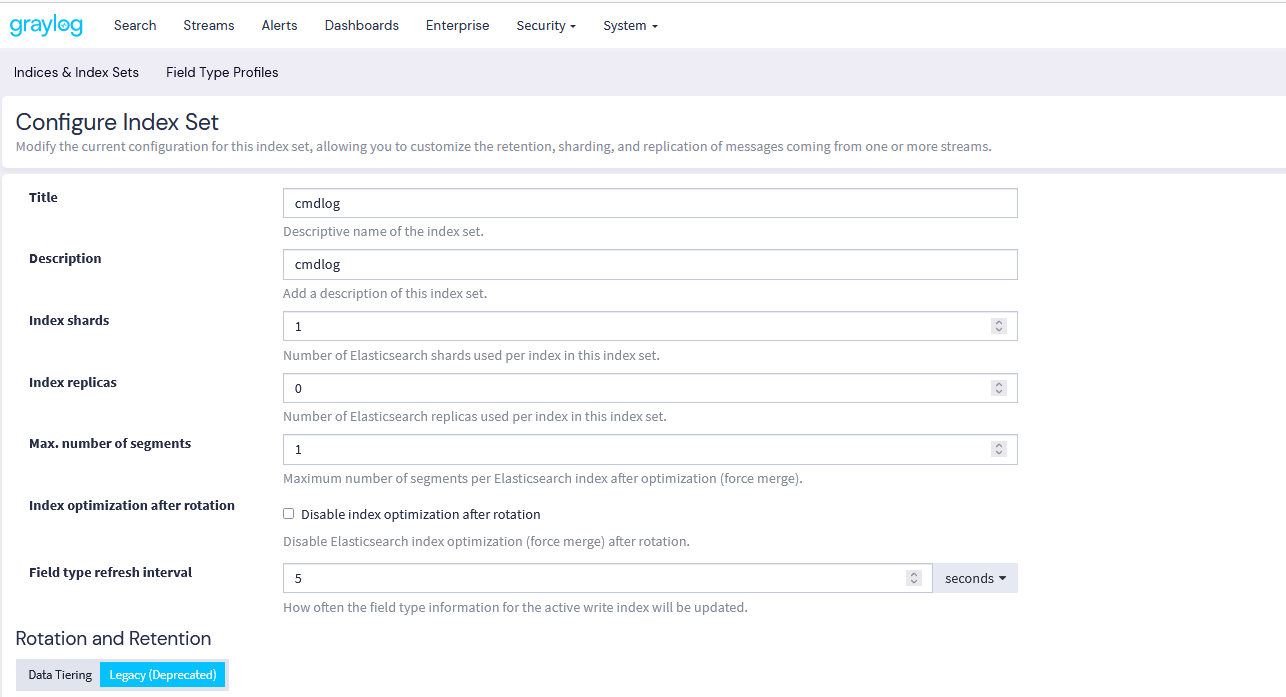 graylog Search Streams Alerts Dashboards Enterprise Security System
Indices & Index Sets Field Type Profiles
Configure Index Set
Modify the current configuration for this index set, allowing you to customize the retention, sharding, and replication of messages coming from one or more streams.
Title cmdlog
Descriptive name of the index set.
Description cmdlog
Add a description of this index set.
Index shards 1
Number of Elasticsearch shards used per index in this index set.
Index replicas 0
Number of Elasticsearch replicas used per index in this index set.
Max. number of segments 1
Maximum number of segments per Elasticsearch index after optimization (force merge).
Index optimization after rotation Disable index optimization after rotation
Disable Elasticsearch index optimization (force merge) after rotation.
Field type refresh interval 5 seconds
How often the field type information for the active write index will be updated.
Rotation and Retention
Data Tiering Legacy (Deprecated)